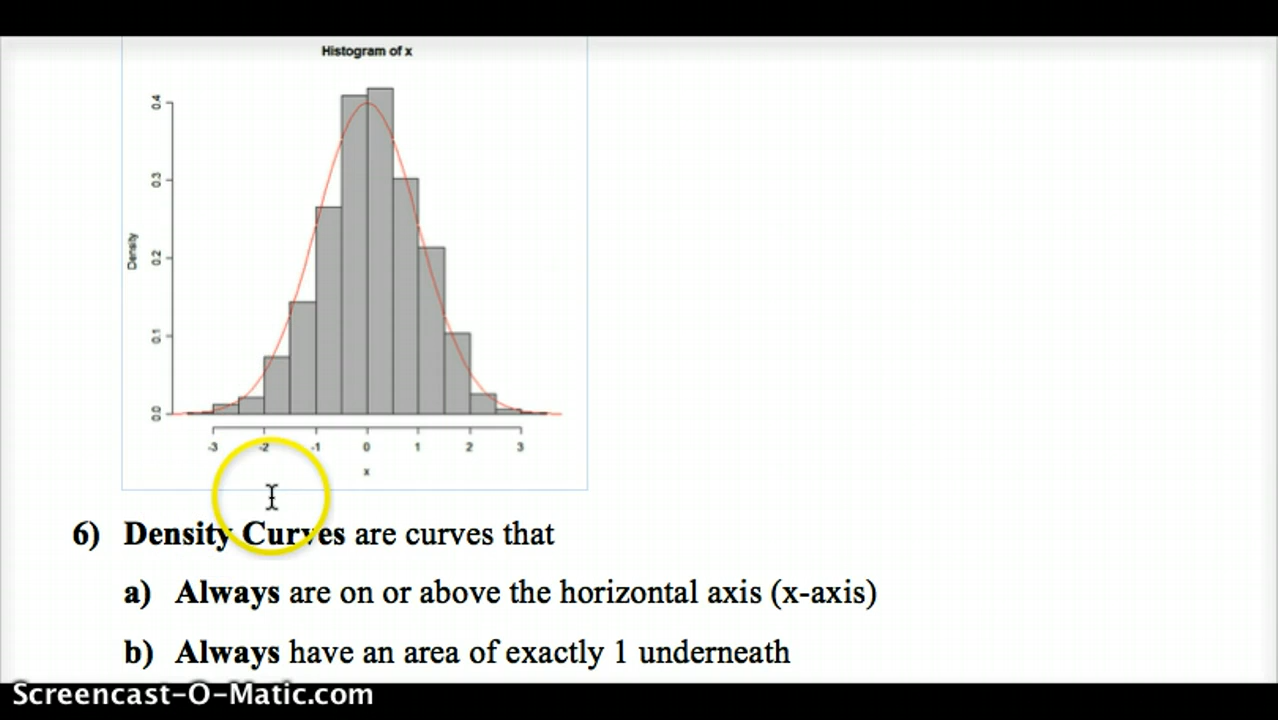 Histogram of x
0.4
0.3
0.2
0.1
0.0
Density
-3 -2 -1 0 1 2 3
x
6) Density Curves are curves that
a) Always are on or above the horizontal axis (x-axis)
b) Always have an area of exactly 1 underneath
Screencast-O-Matic.com